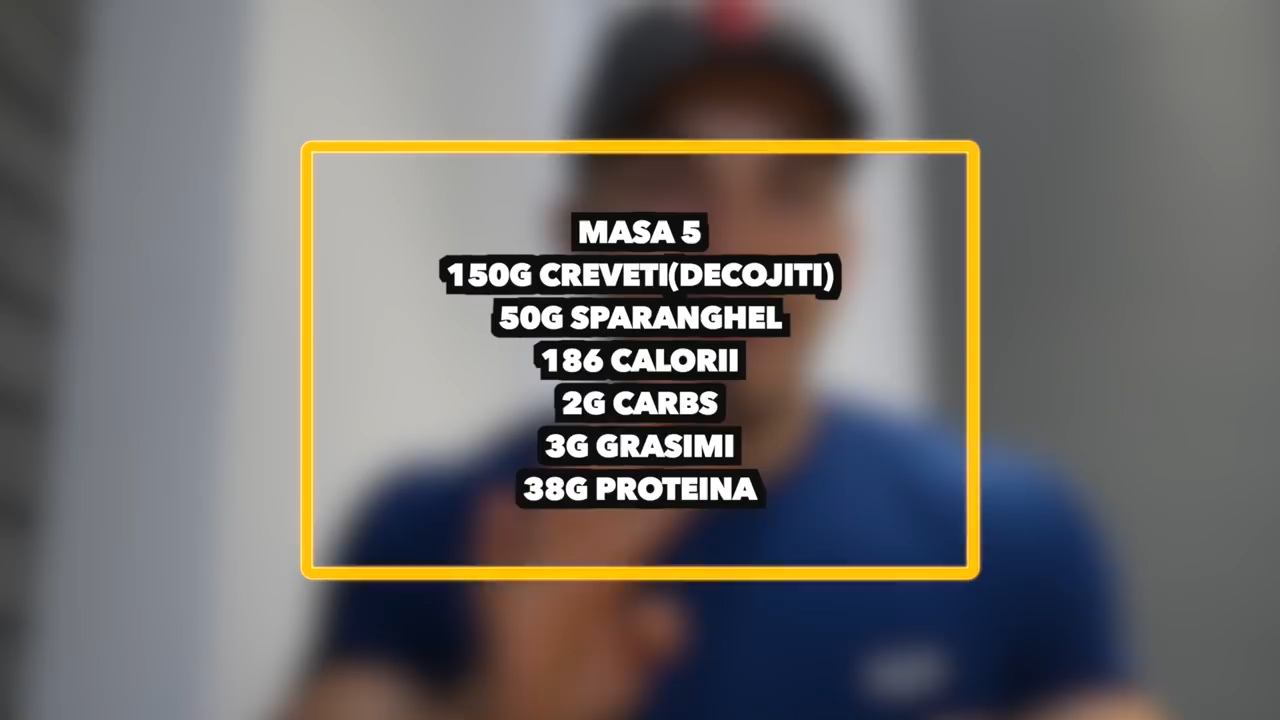 MASA 5
150G CREVETI(DECOJITI)
50G SPARANGHEL
186 CALORII
2G CARBS
3G GRASIMI
38G PROTEINA